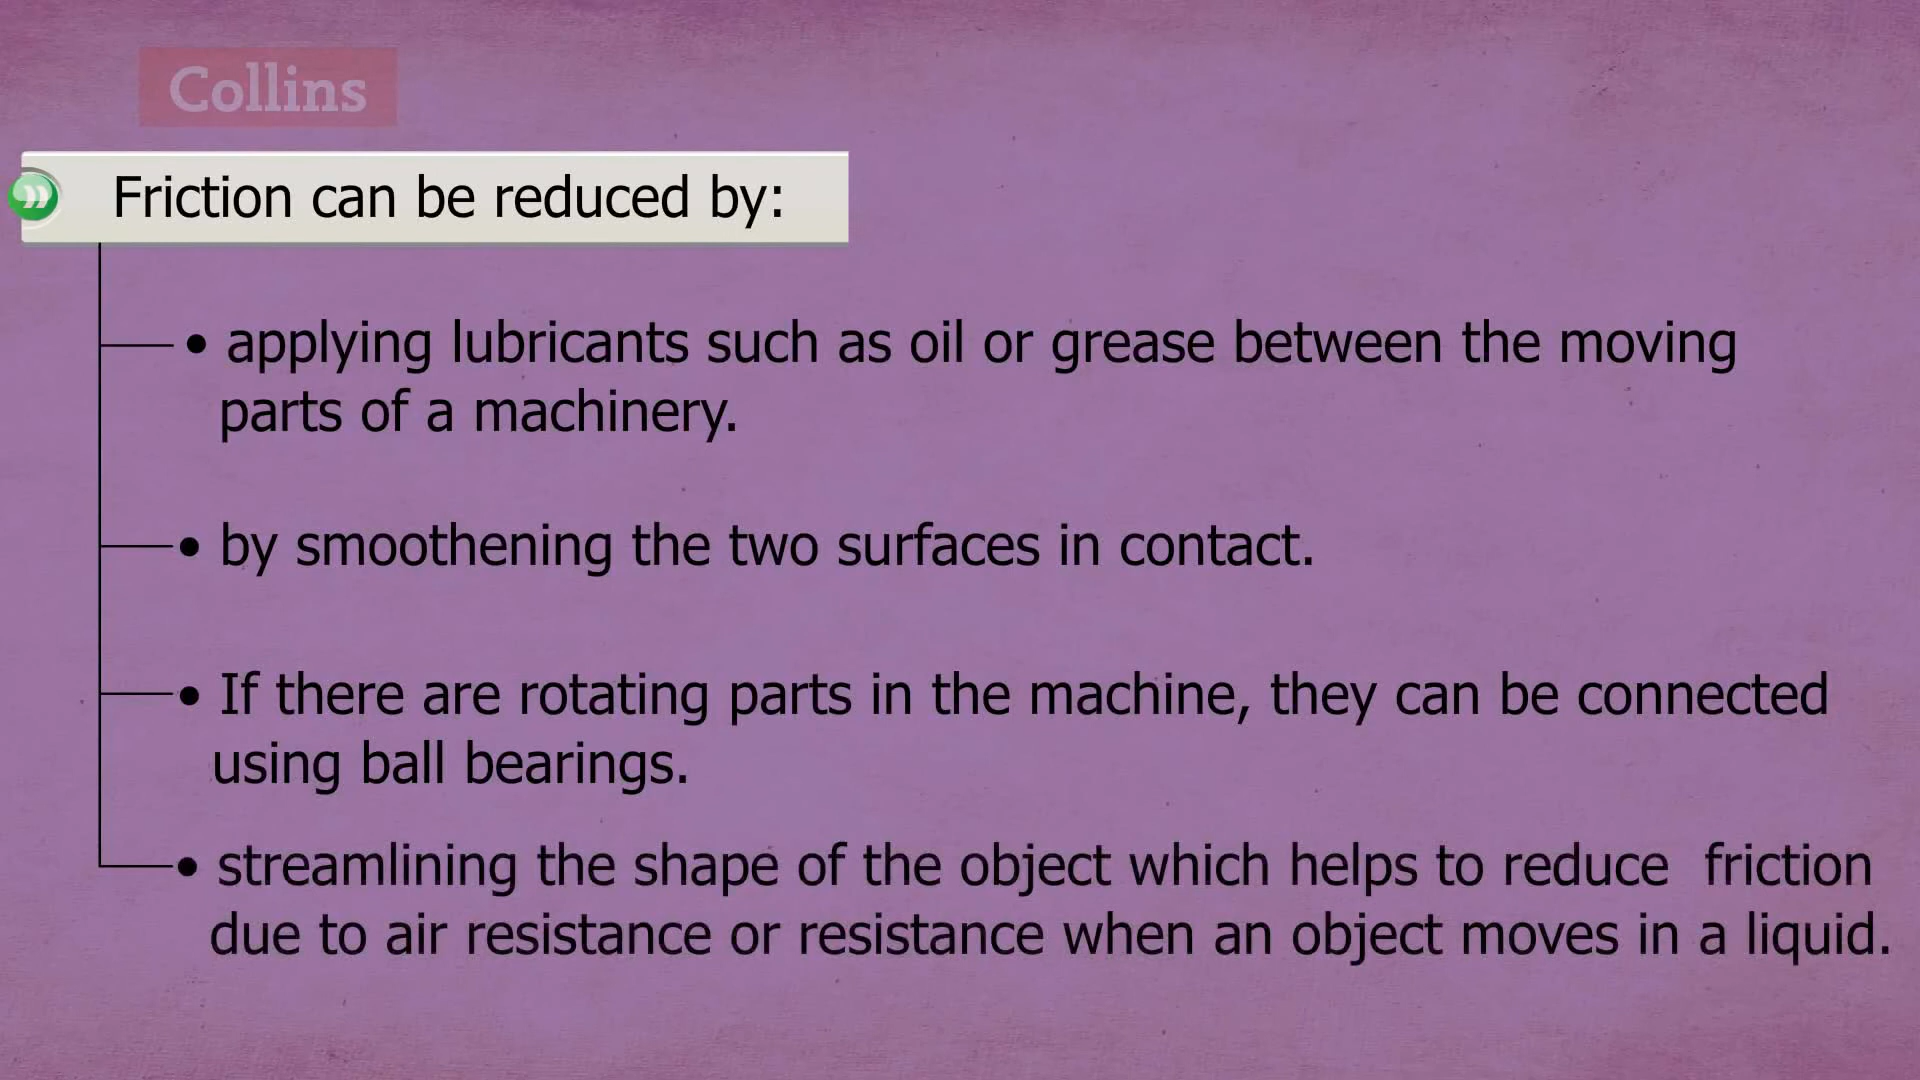 Collins
Friction can be reduced by:
• applying lubricants such as oil or grease between the moving
parts of a machinery.
• by smoothening the two surfaces in contact.
• If there are rotating parts in the machine, they can be connected
using ball bearings.
• streamlining the shape of the object which helps to reduce  friction
due to air resistance or resistance when an object moves in a liquid.